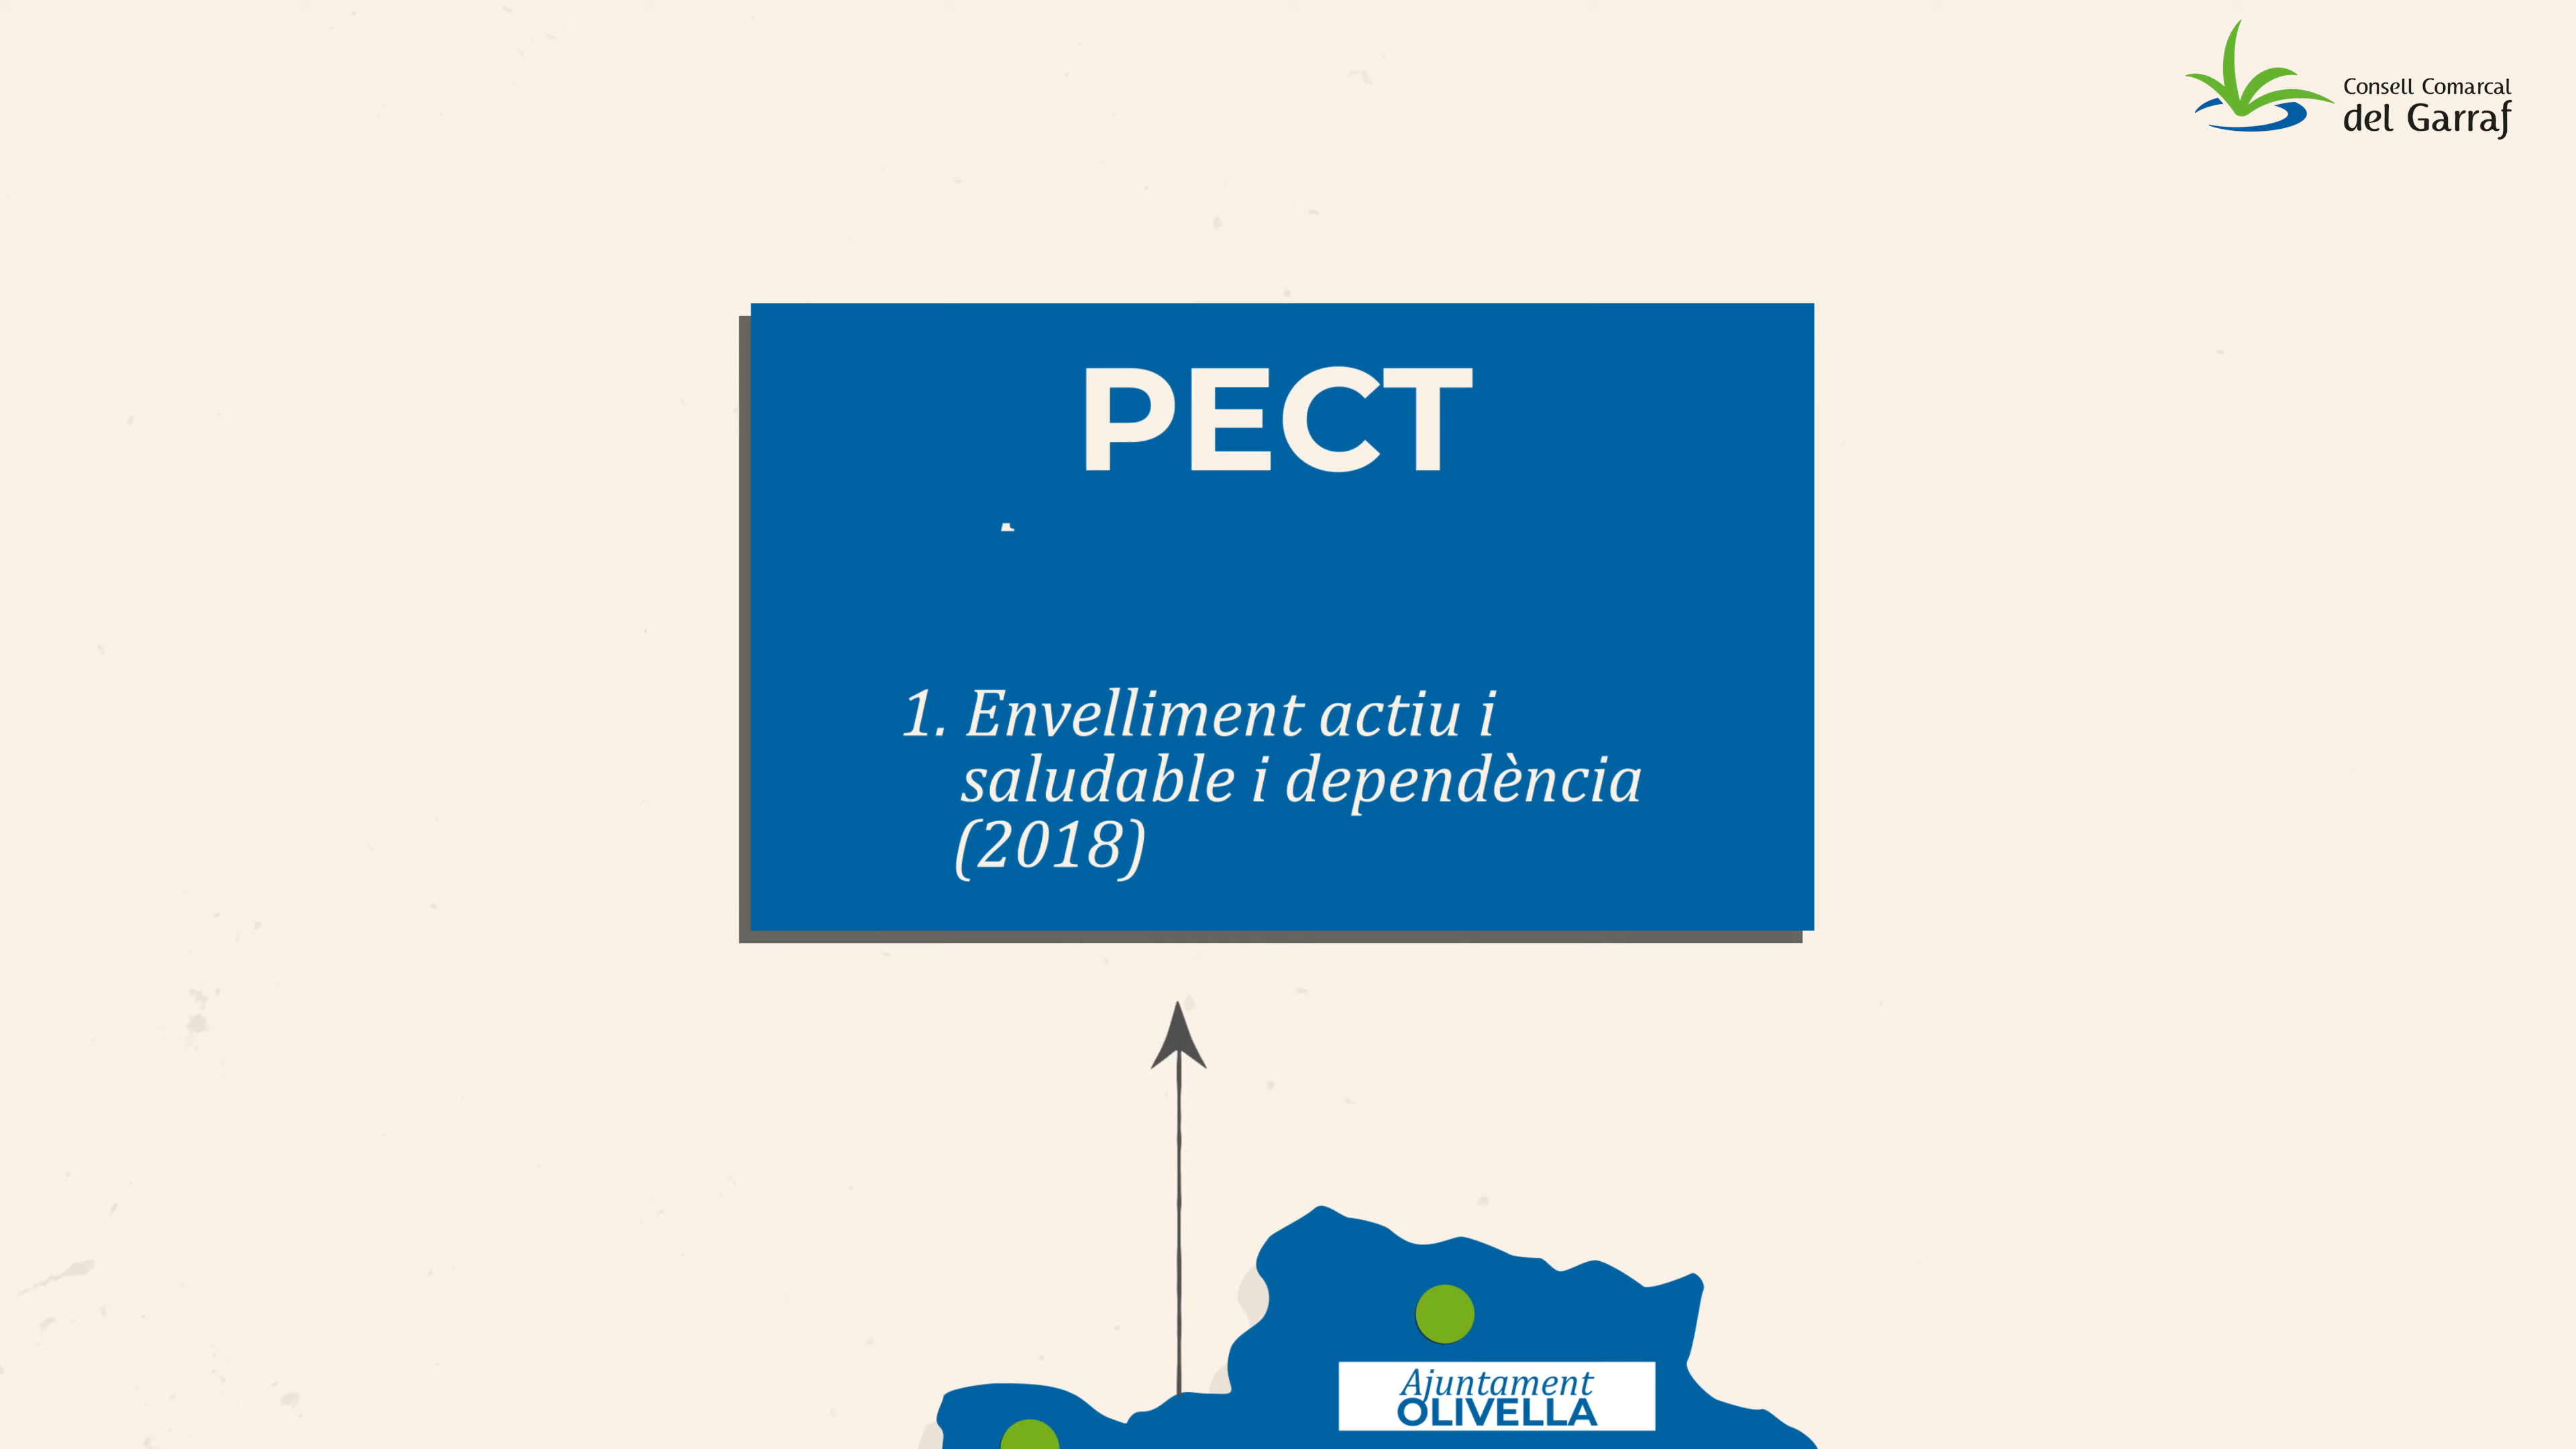 Consell Comarcal
del Garraf
PECT
1. Envelliment actiu i
saludable i dependència
(2018)
Ajuntament
OLIVELLA